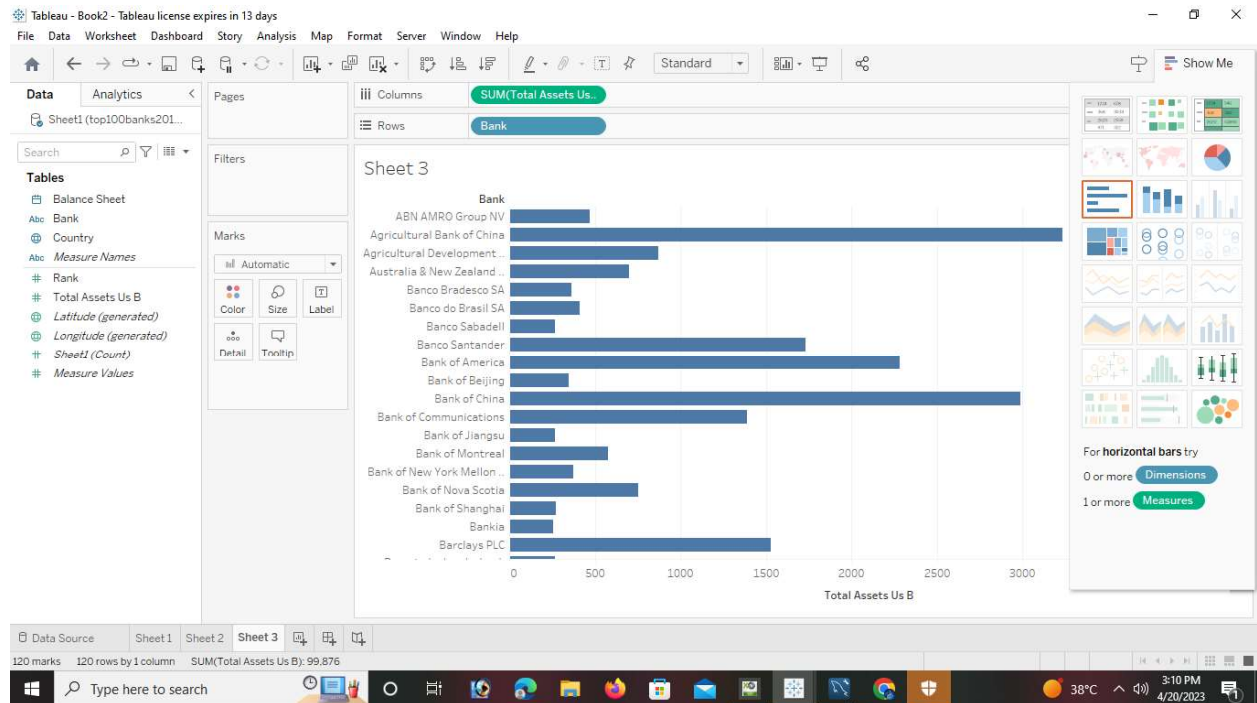 Tableau - Book2 - Tableau license expires in 13 days
File Data Worksheet Dashboard Story Analysis Map Format Server Window Help
Standard
Show Me
Data Analytics
Sheet1 (top100banks201...
Search
Tables
Balance Sheet
Abc Bank
Country
Abc Measure Names
# Rank
# Total Assets Us B
Latitude (generated)
Longitude (generated)
# Sheet1 (Count)
# Measure Values
Pages
Filters
Marks
Automatic
Color Size Label
Detail Tooltip
iii Columns SUM(Total Assets Us..
Rows Bank
Sheet 3
Bank
ABN AMRO Group NV
Agricultural Bank of China
Agricultural Development ..
Australia & New Zealand ..
Banco Bradesco SA
Banco do Brasil SA
Banco Sabadell
Banco Santander
Bank of America
Bank of Beijing
Bank of China
Bank of Communications
Bank of Jiangsu
Bank of Montreal
Bank of New York Mellon ..
Bank of Nova Scotia
Bank of Shanghai
Bankia
Barclays PLC
0 500 1000 1500 2000 2500 3000
Total Assets Us B
For horizontal bars try
0 or more Dimensions
1 or more Measures
Data Source Sheet 1 Sheet 2 Sheet 3
120 marks 120 rows by 1 column SUM(Total Assets Us B): 99,876
Type here to search
38°C
3:10 PM
4/20/2023